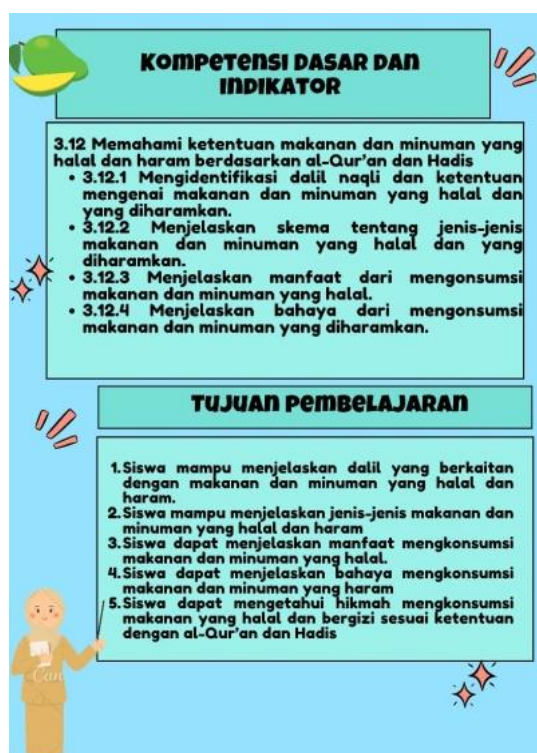 Kompetensi Dasar dan
Indikator
3.12 Memahami ketentuan makanan dan minuman yang
halal dan haram berdasarkan al-Qur'an dan Hadis
• 3.12.1 Mengidentifikasi dalil naqli dan ketentuan
mengenai makanan dan minuman yang halal dan
yang diharamkan.
• 3.12.2 Menjelaskan skema tentang jenis-jenis
makanan dan minuman yang halal dan yang
diharamkan.
• 3.12.3 Menjelaskan manfaat dari mengonsumsi
makanan dan minuman yang halal.
• 3.12.4 Menjelaskan bahaya dari mengonsumsi
makanan dan minuman yang diharamkan.
Tujuan Pembelajaran
1. Siswa mampu menjelaskan dalil yang berkaitan
dengan makanan dan minuman yang halal dan
haram.
2. Siswa mampu menjelaskan jenis-jenis makanan dan
minuman yang halal dan haram
3. Siswa dapat menjelaskan manfaat mengkonsumsi
makanan dan minuman yang halal.
4. Siswa dapat menjelaskan bahaya mengkonsumsi
makanan dan minuman yang haram
5. Siswa dapat mengetahui hikmah mengkonsumsi
makanan yang halal dan bergizi sesuai ketentuan
dengan al-Qur'an dan Hadis
Can